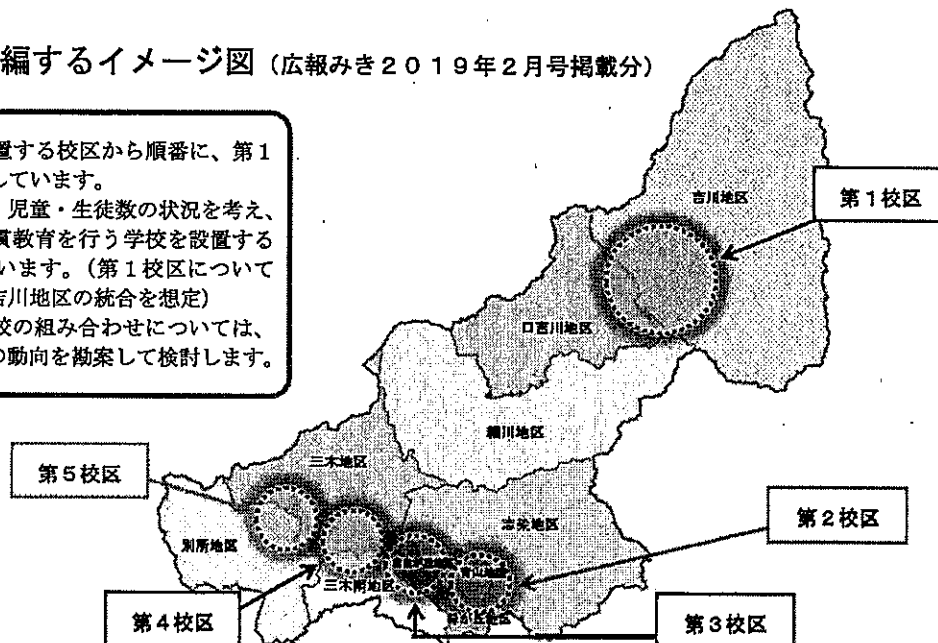 編するイメージ図(広報みき2019年2月号掲載分)
置する校区から順番に、第1
しています。
児童・生徒数の状況を考え、
貫教育を行う学校を設置する
います。(第1校区について
吉川地区の統合を想定)
校の組み合わせについては、
の動向を勘案して検討します。
吉川地区
第1校区
口吉川地区
細川地区
三木地区
第5校区
志染地区
第2校区
別所地区
青山地区
三木南地区
第4校区
第3校区